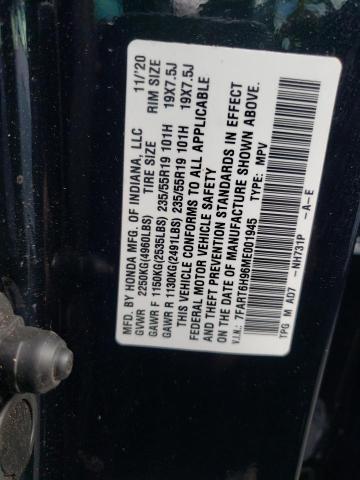 MFD. BY HONDA MFG. OF INDIANA, LLC 11/'20
GVWR 2250KG(4960LBS) TIRE SIZE RIM SIZE
GAWR F 1150KG(2535LBS) 235/55R19 101H 19X7.5J
GAWR R 1130KG(2491LBS) 235/55R19 101H 19X7.5J
THIS VEHICLE CONFORMS TO ALL APPLICABLE
FEDERAL MOTOR VEHICLE SAFETY
AND THEFT PREVENTION STANDARDS IN EFFECT
ON THE DATE OF MANUFACTURE SHOWN ABOVE.
V.I.N.: 7FART6H96ME001945 TYPE: MPV
TPG M A07 -NH731P -A-E